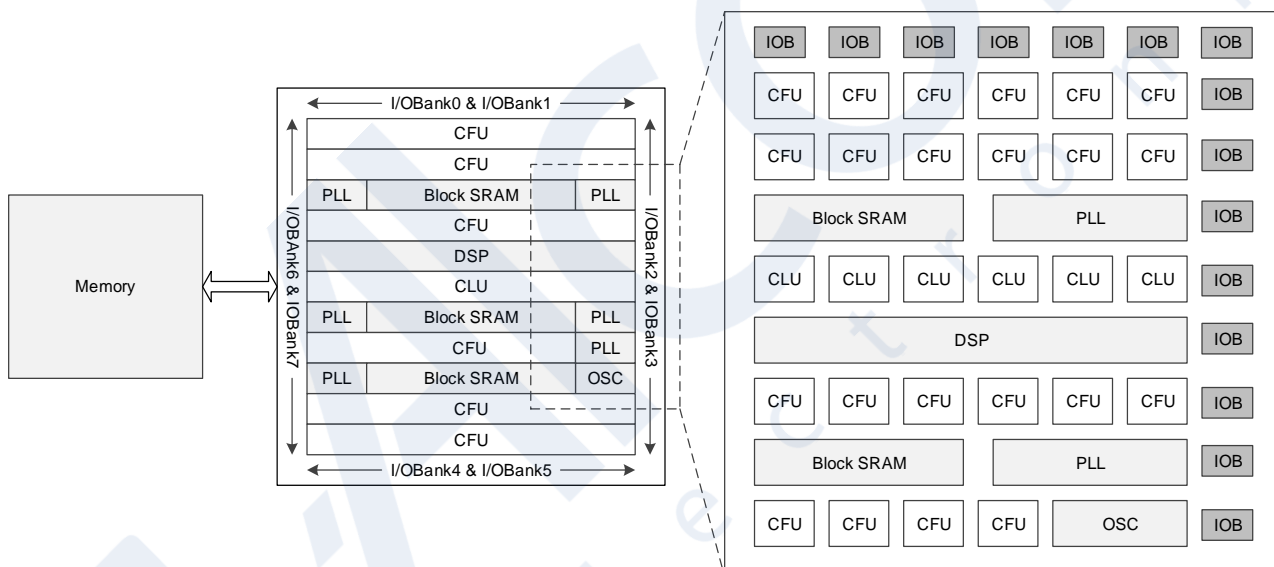 IOB IOB IOB IOB IOB IOB IOB
CFU CFU CFU CFU CFU CFU IOB
CFU CFU CFU CFU CFU CFU IOB
Block SRAM PLL IOB
CLU CLU CLU CLU CLU CLU IOB
DSP IOB
CFU CFU CFU CFU CFU CFU IOB
Block SRAM PLL IOB
CFU CFU CFU CFU OSC IOB
I/OBank0 & I/OBank1
CFU
CFU
PLL Block SRAM PLL
CFU
DSP
CLU
PLL Block SRAM PLL
CFU PLL
PLL Block SRAM OSC
CFU
CFU
I/OBank4 & I/OBank5
I/OBAnk6 & IOBank7
I/OBank2 & IOBank3
Memory